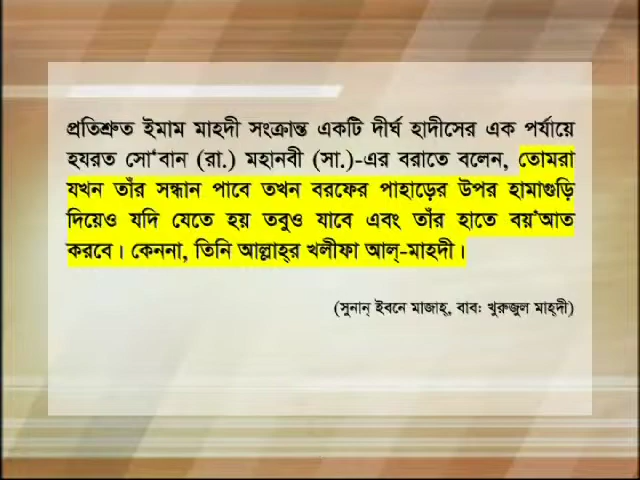 প্রতিশ্রুত ইমাম মাহদী সংক্রান্ত একটি দীর্ঘ হাদীসের এক পর্যায়ে
হযরত সো‘বান (রা.) মহানবী (সা.)-এর বরাতে বলেন, তোমরা
যখন তাঁর সন্ধান পাবে তখন বরফের পাহাড়ের উপর হামাগুড়ি
দিয়েও যদি যেতে হয় তবুও যাবে এবং তাঁর হাতে বয়’আত
করবে। কেননা, তিনি আল্লাহ্‌র খলীফা আল্‌-মাহদী।
(সুনান্‌ ইবনে মাজাহ্‌, বাবঃ খুরুজুল মাহ্‌দী)